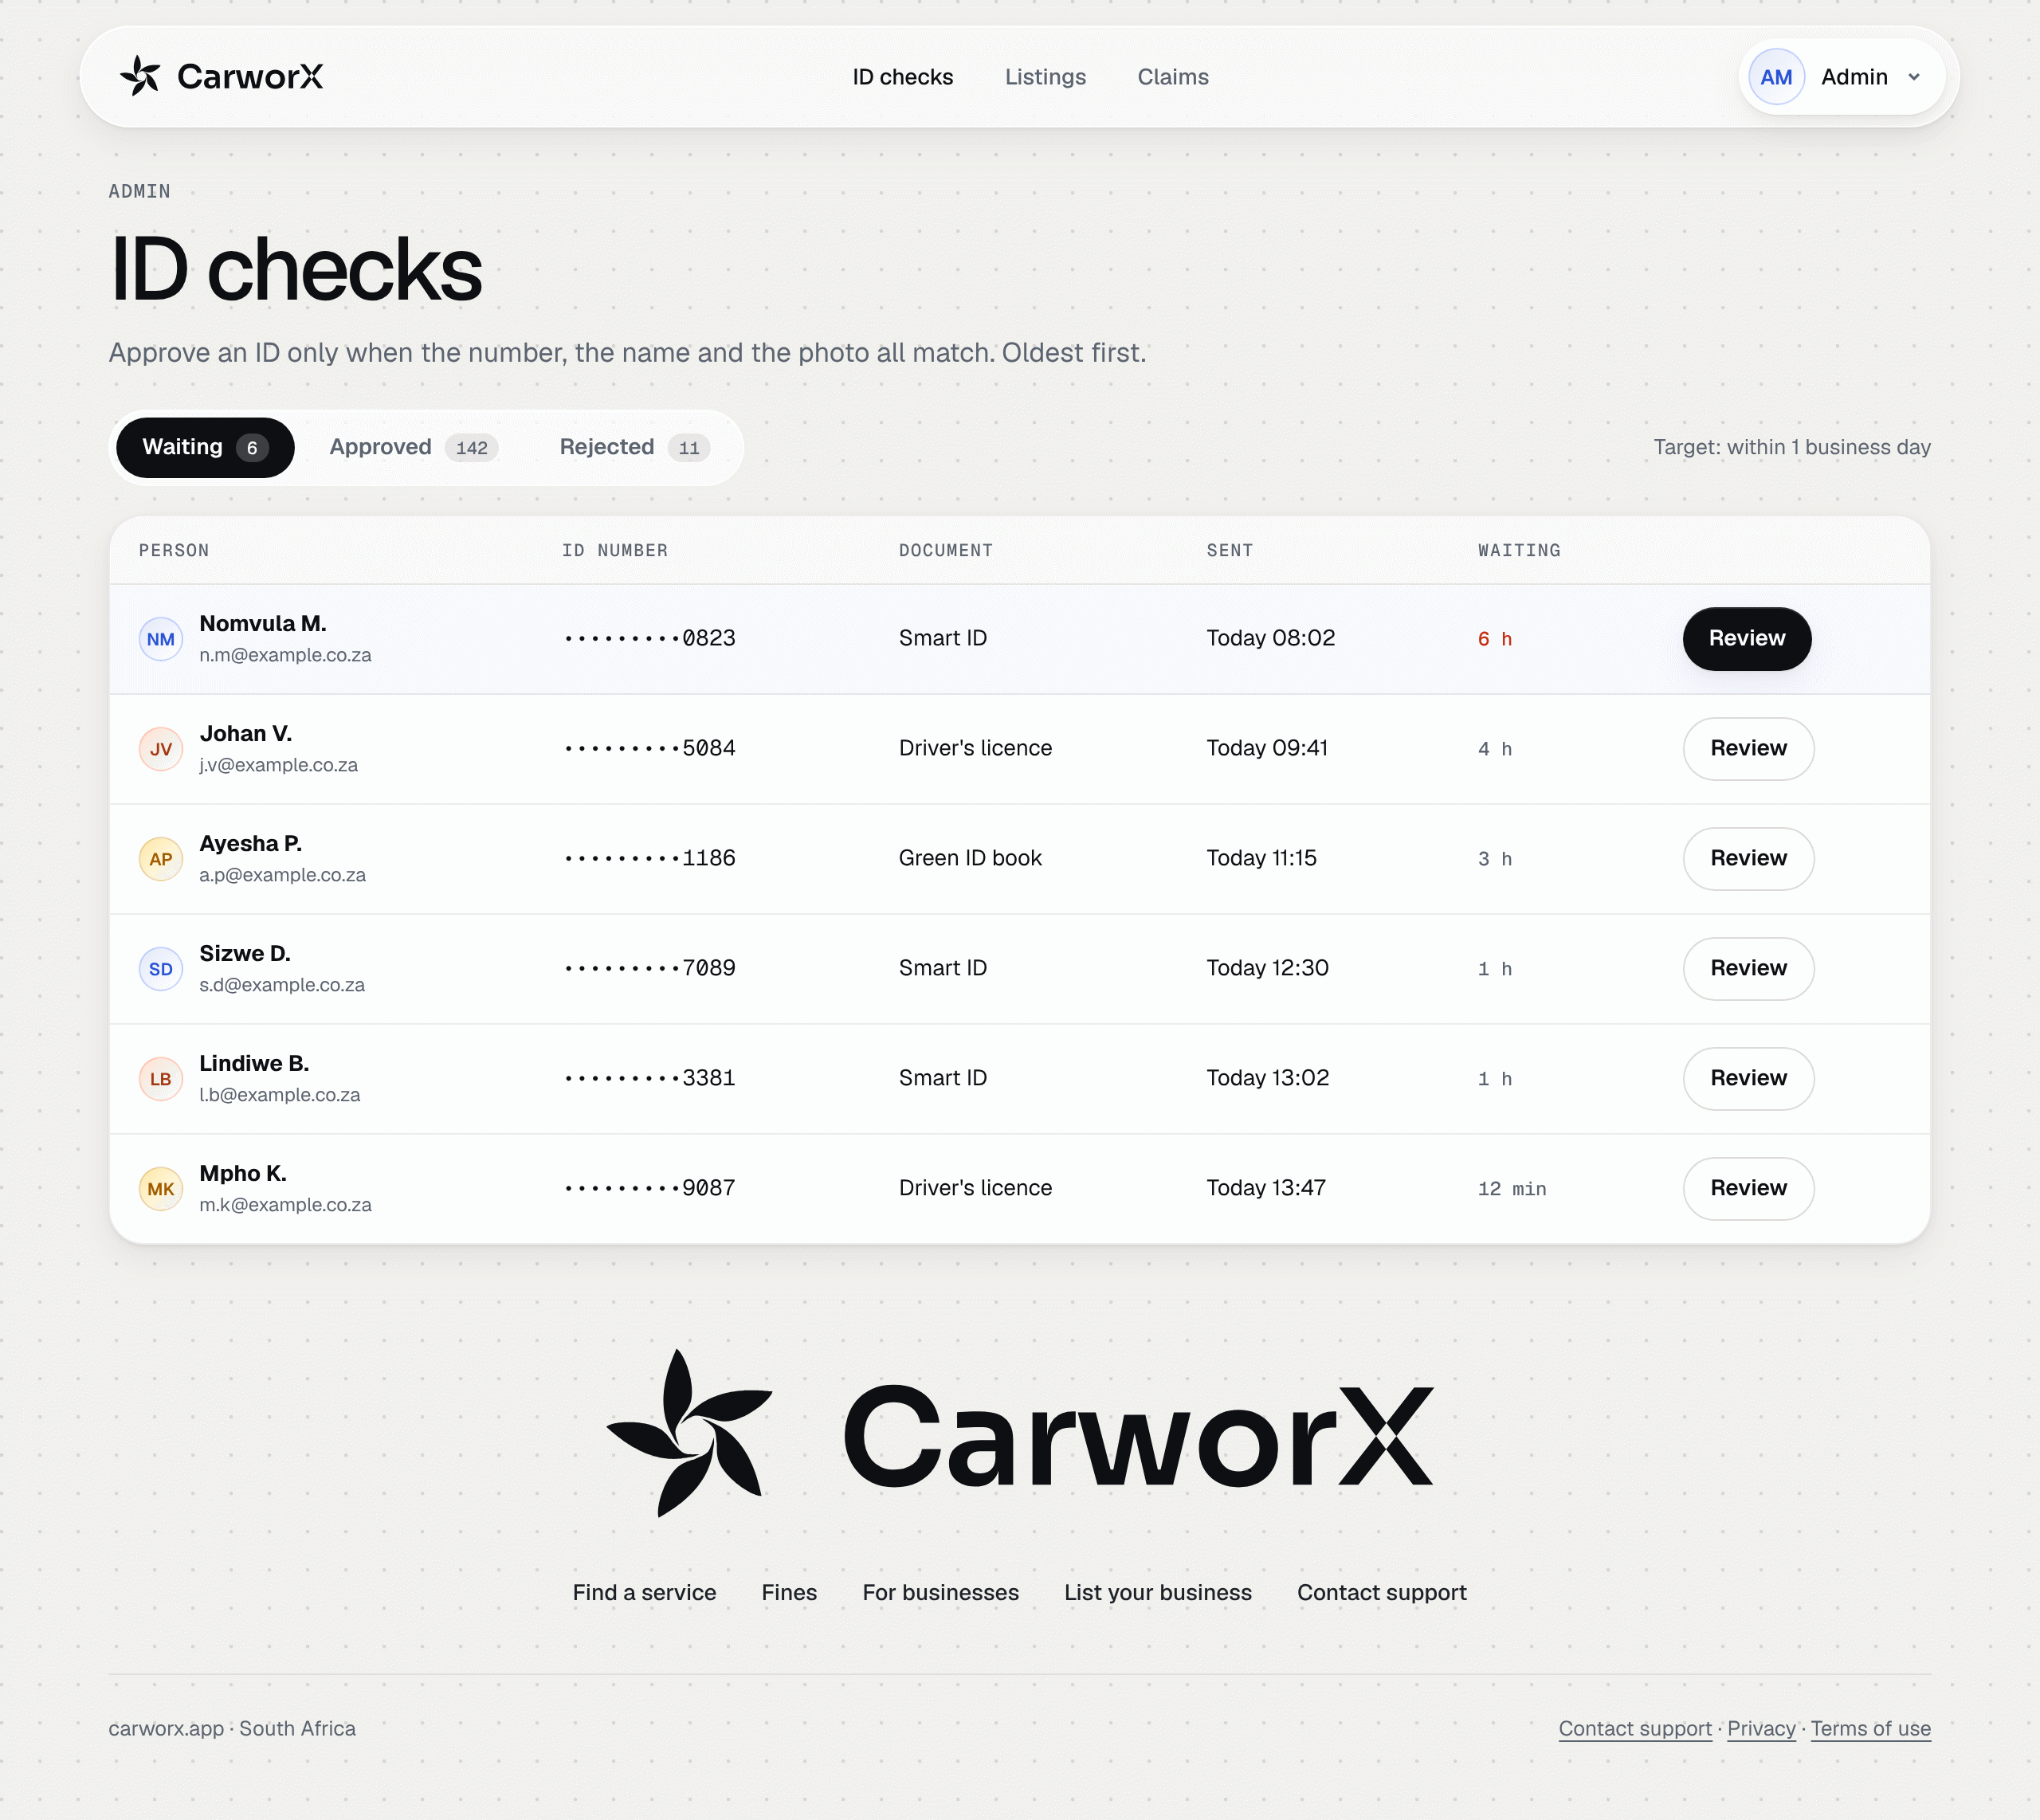 CarworX
ID checks
Listings
Claims
AM
Admin
ADMIN
ID checks
Approve an ID only when the number, the name and the photo all match. Oldest first.
Waiting 6
Approved 142
Rejected 11
Target: within 1 business day
PERSON ID NUMBER DOCUMENT SENT WAITING
NM
Nomvula M.
n.m@example.co.za
•••••••••0823
Smart ID
Today 08:02
6 h
Review
JV
Johan V.
j.v@example.co.za
•••••••••5084
Driver's licence
Today 09:41
4 h
Review
AP
Ayesha P.
a.p@example.co.za
•••••••••1186
Green ID book
Today 11:15
3 h
Review
SD
Sizwe D.
s.d@example.co.za
•••••••••7089
Smart ID
Today 12:30
1 h
Review
LB
Lindiwe B.
l.b@example.co.za
•••••••••3381
Smart ID
Today 13:02
1 h
Review
MK
Mpho K.
m.k@example.co.za
•••••••••9087
Driver's licence
Today 13:47
12 min
Review
CarworX
Find a service
Fines
For businesses
List your business
Contact support
carworx.app · South Africa
Contact support · Privacy · Terms of use